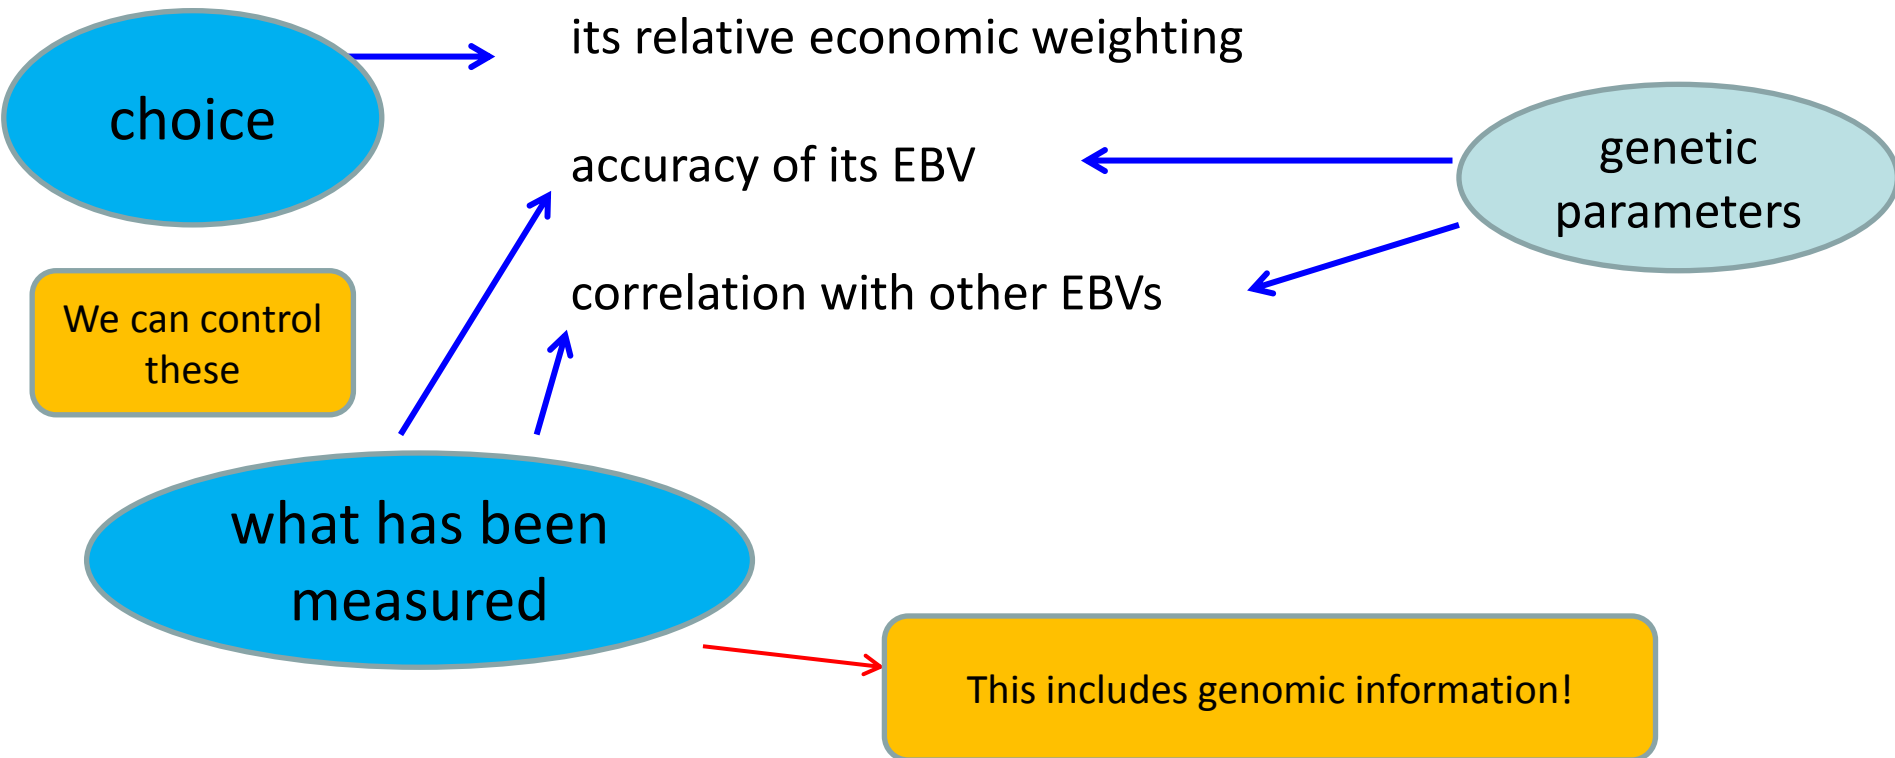 its relative economic weighting
choice
accuracy of its EBV
genetic
parameters
correlation with other EBVs
We can control
these
what has been
measured
This includes genomic information!